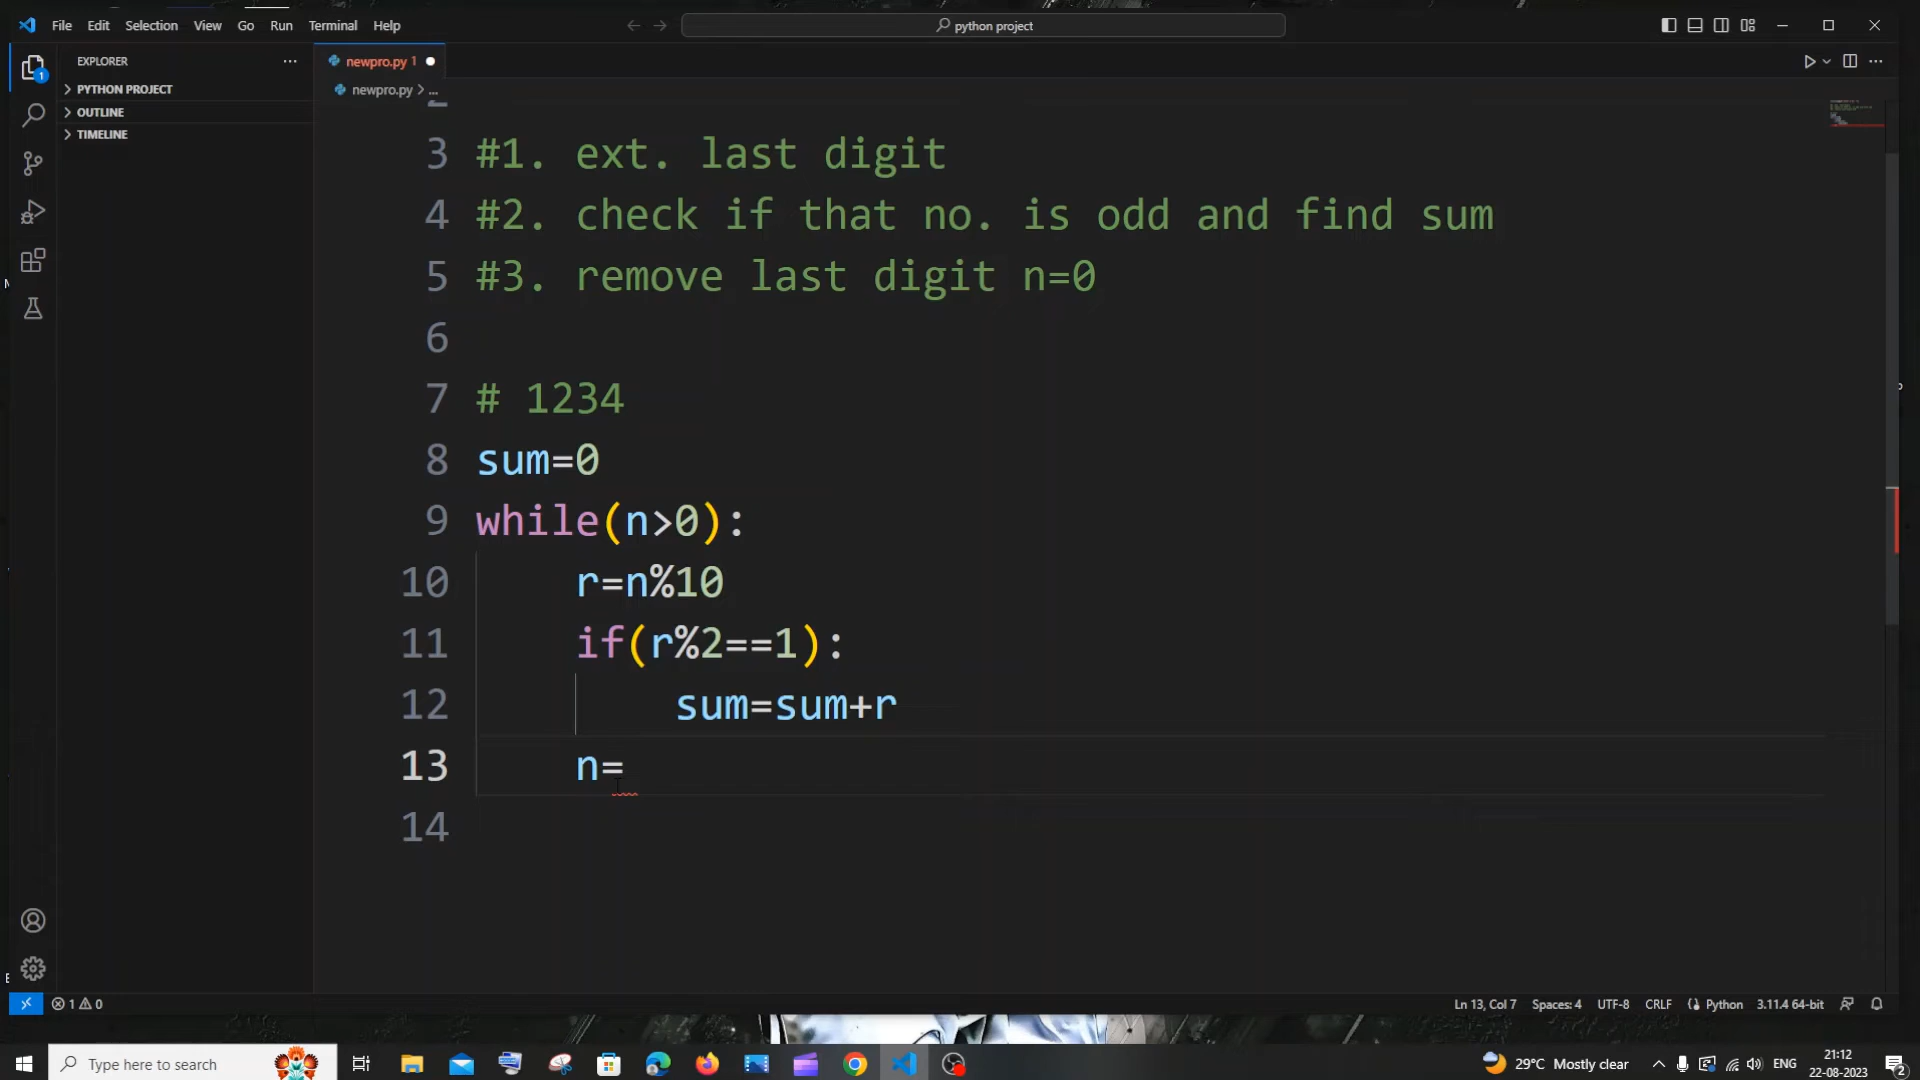 File Edit Selection View Go Run Terminal Help
python project
EXPLORER
PYTHON PROJECT
OUTLINE
TIMELINE
1
newpro.py 1
newpro.py > ...
2
3 #1. ext. last digit
4 #2. check if that no. is odd and find sum
5 #3. remove last digit n=0
6
7 # 1234
8 sum=0
9 while(n>0):
10 r=n%10
11 if(r%2==1):
12 sum=sum+r
13 n=
14
1 0
Ln 13, Col 7 Spaces: 4 UTF-8 CRLF Python 3.11.4 64-bit
Type here to search
29°C Mostly clear
ENG
21:12
22-08-2023
2